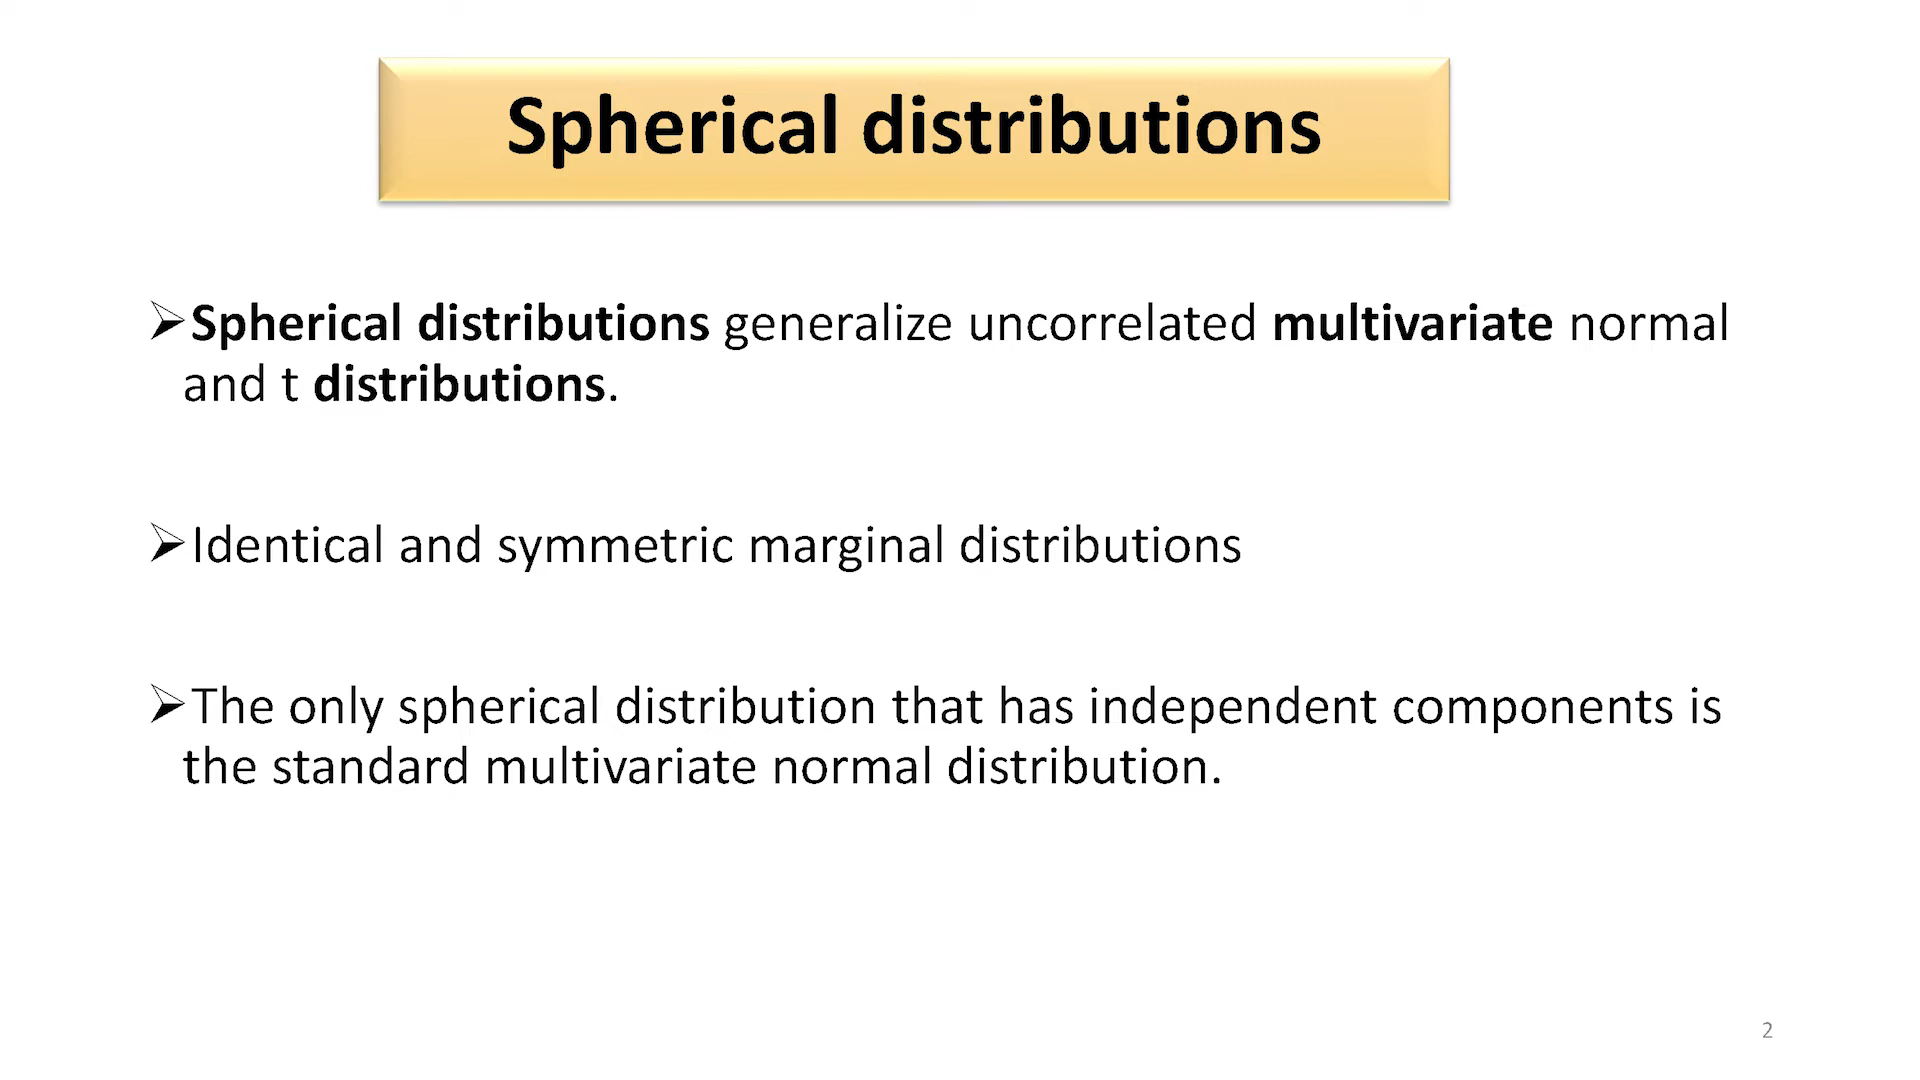 Spherical distributions
➢Spherical distributions generalize uncorrelated multivariate normal
and t distributions.
➢Identical and symmetric marginal distributions
➢The only spherical distribution that has independent components is
the standard multivariate normal distribution.
2